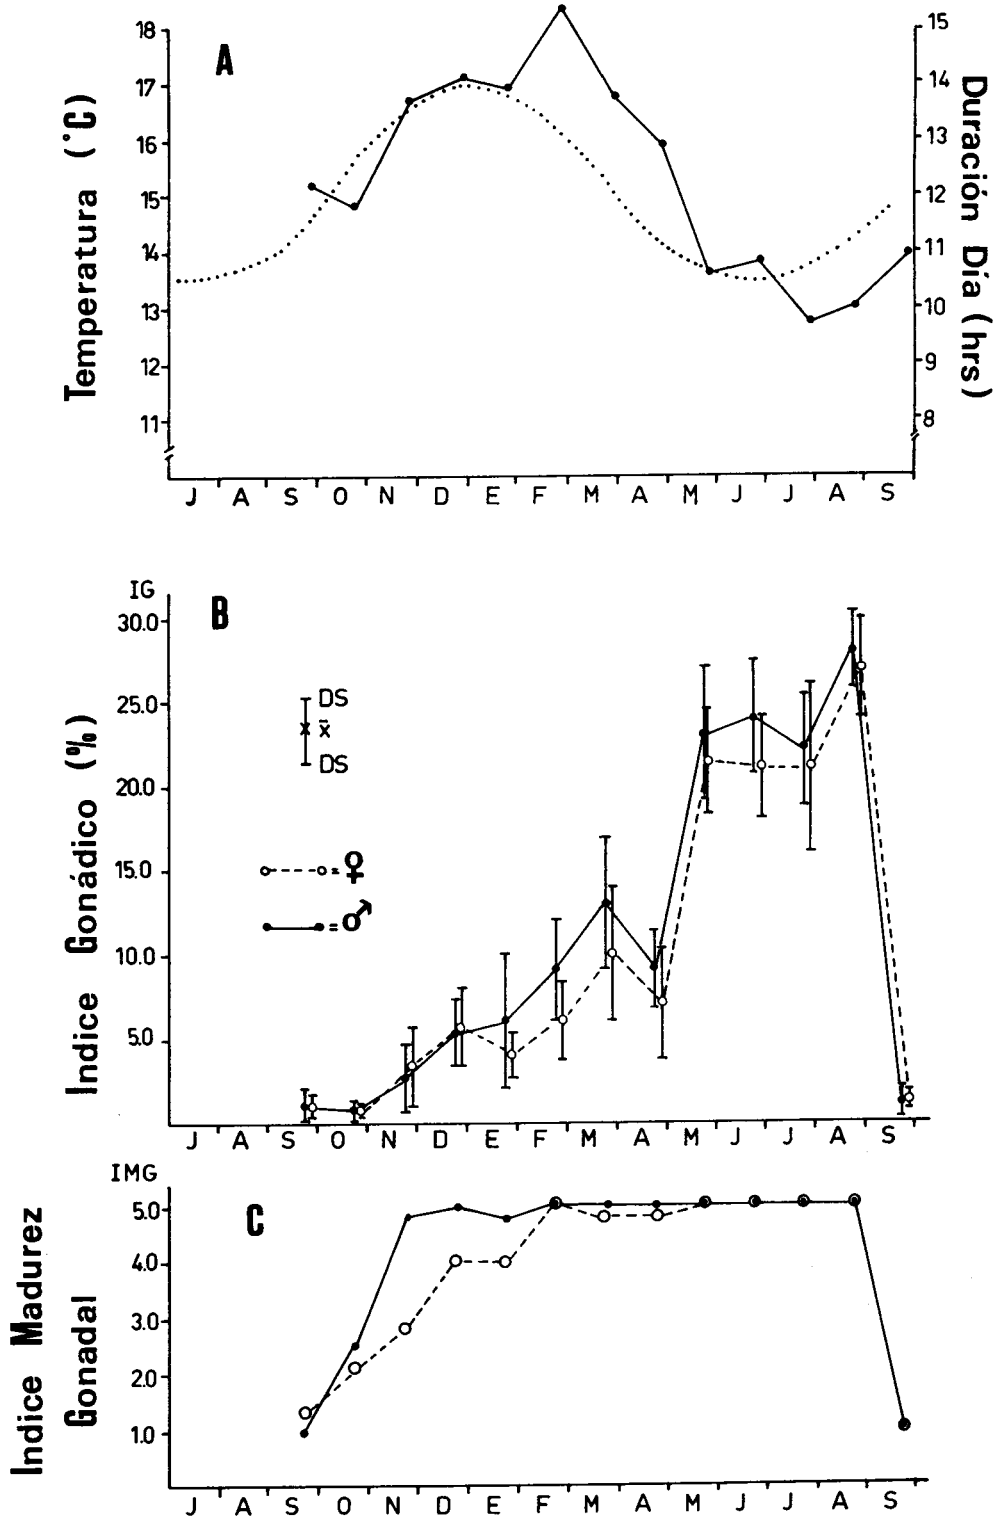 A
Temperatura (°C)
18
17
16
15
14
13
12
11
Duración Día (hrs)
15
14
13
12
11
10
9
8
J A S O N D E F M A M J J A S
B
IG
Indice Gonádico (%)
30.0
25.0
20.0
15.0
10.0
5.0
DS
x̄
DS
= ♀
= ♂
J A S O N D E F M A M J J A S
C
IMG
Indice Madurez
Gonadal
5.0
4.0
3.0
2.0
1.0
J A S O N D E F M A M J J A S